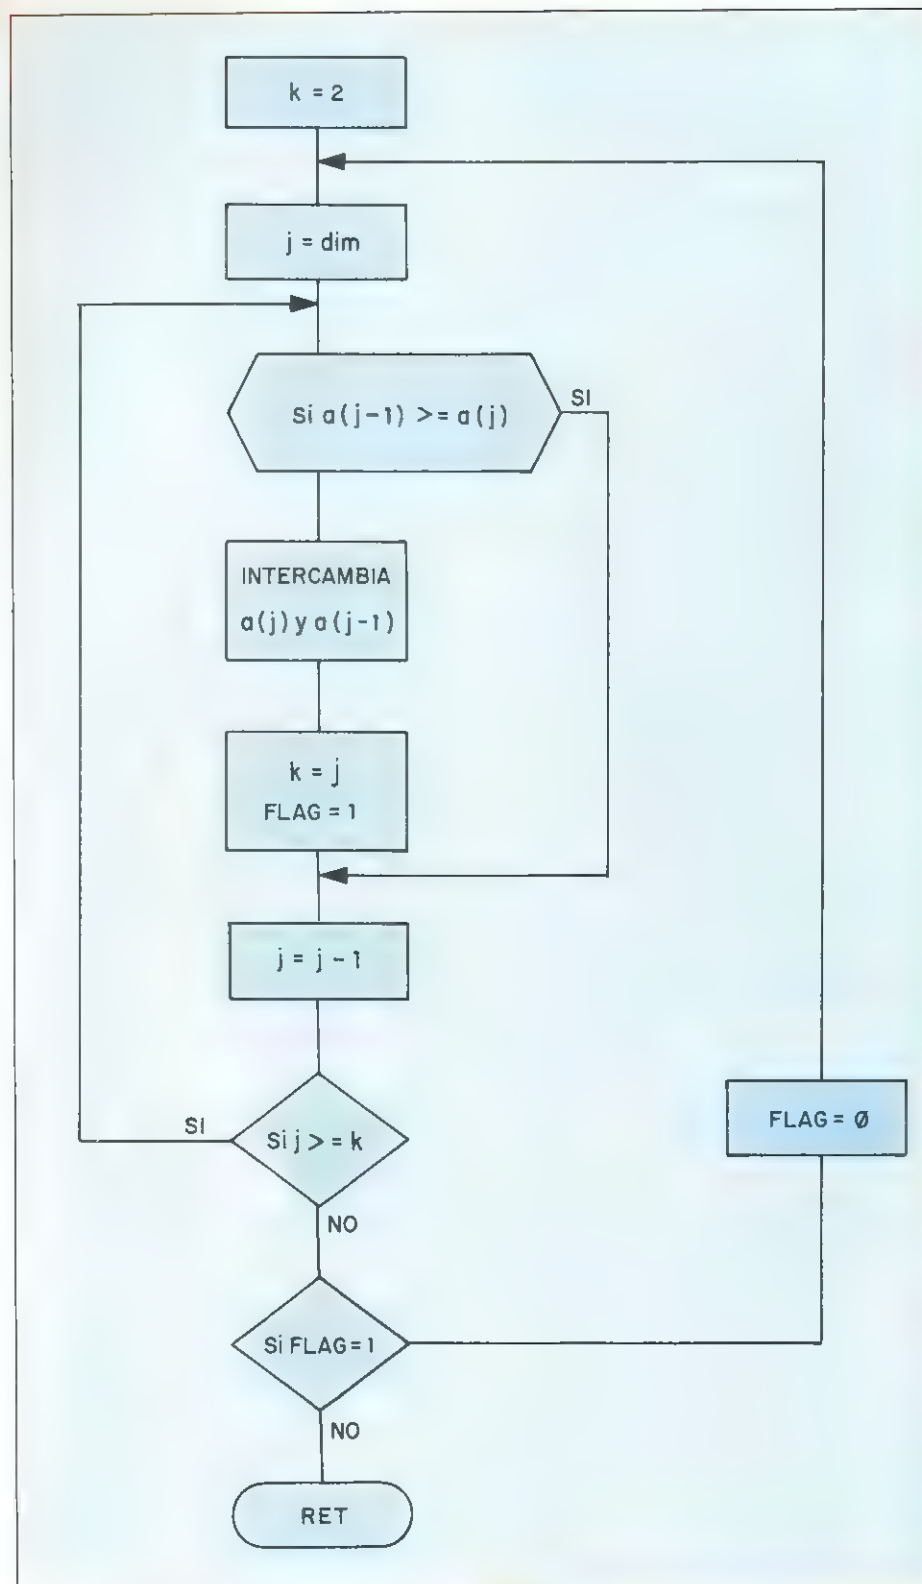 k = 2
j = dim
Si a(j-1) >= a(j)
SI
INTERCAMBIA
a(j) y a(j-1)
k = j
FLAG = 1
j = j - 1
SI
Si j > = k
FLAG = Ø
NO
Si FLAG = 1
NO
RET